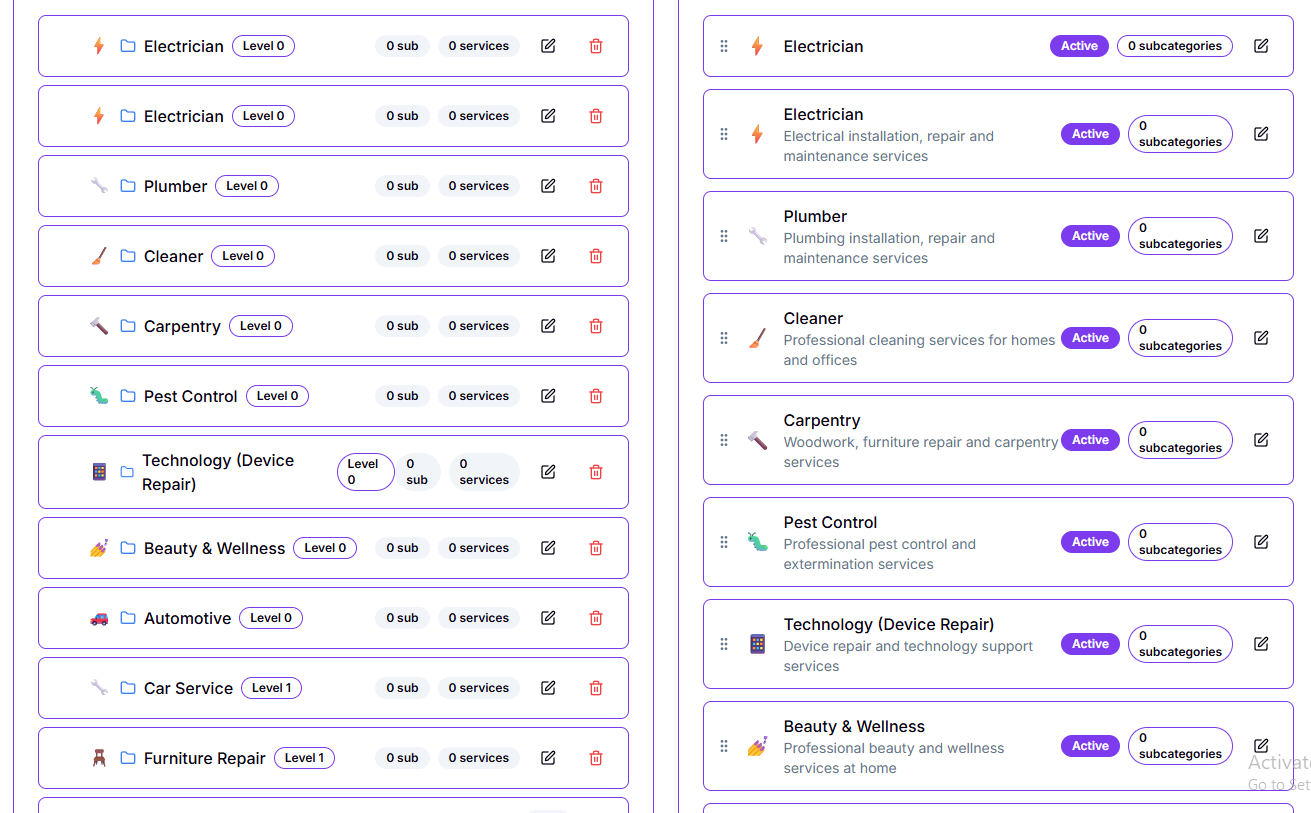 Electrician Level 0 0 sub 0 services
Electrician Level 0 0 sub 0 services
Plumber Level 0 0 sub 0 services
Cleaner Level 0 0 sub 0 services
Carpentry Level 0 0 sub 0 services
Pest Control Level 0 0 sub 0 services
Technology (Device
Repair)
Level
0
0
sub
0
services
Beauty & Wellness Level 0 0 sub 0 services
Automotive Level 0 0 sub 0 services
Car Service Level 1 0 sub 0 services
Furniture Repair Level 1 0 sub 0 services
Electrician Active 0 subcategories
Electrician
Electrical installation, repair and
maintenance services
Active
0
subcategories
Plumber
Plumbing installation, repair and
maintenance services
Active
0
subcategories
Cleaner
Professional cleaning services for homes
and offices
Active
0
subcategories
Carpentry
Woodwork, furniture repair and carpentry
services
Active
0
subcategories
Pest Control
Professional pest control and
extermination services
Active
0
subcategories
Technology (Device Repair)
Device repair and technology support
services
Active
0
subcategories
Beauty & Wellness
Professional beauty and wellness
services at home
Active
0
subcategories
Activate
Go to Set